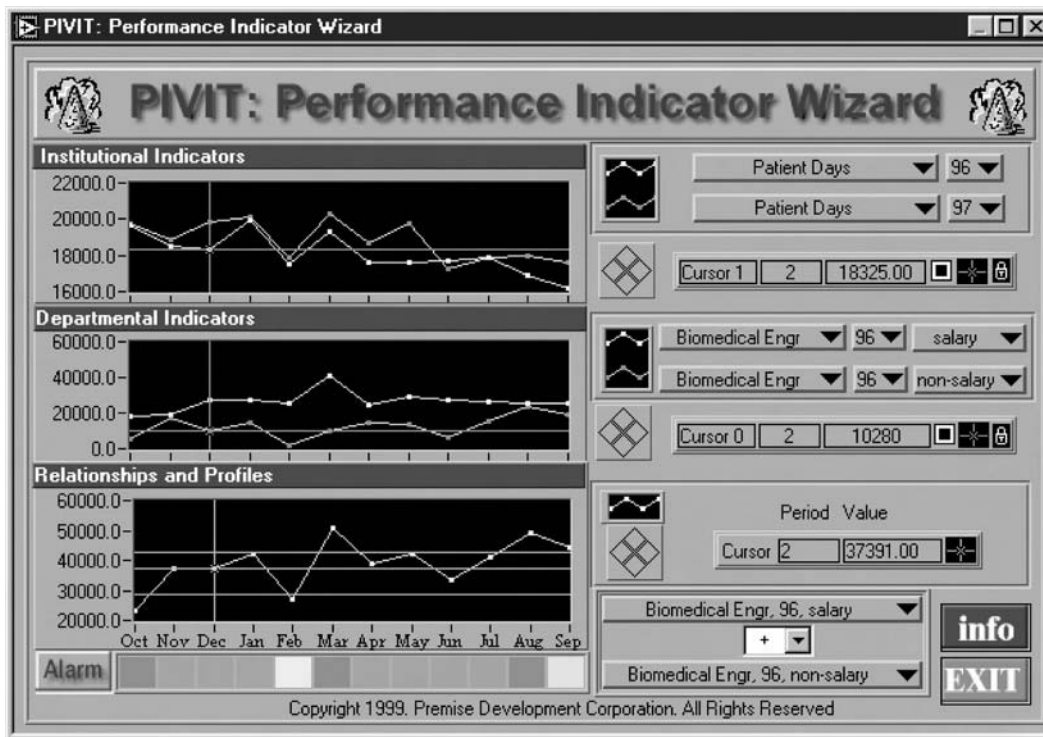 PIVIT: Performance Indicator Wizard
PIVIT: Performance Indicator Wizard
Institutional Indicators
22000.0
20000.0
18000.0
16000.0
Patient Days 96
Patient Days 97
Cursor 1 2 18325.00
Departmental Indicators
60000.0
40000.0
20000.0
0.0
Biomedical Engr 96 salary
Biomedical Engr 96 non-salary
Cursor 0 2 10280
Relationships and Profiles
60000.0
50000.0
40000.0
30000.0
20000.0
Oct Nov Dec Jan Feb Mar Apr May Jun Jul Aug Sep
Period Value
Cursor 2 37391.00
Biomedical Engr, 96, salary
+
Biomedical Engr, 96, non-salary
info
EXIT
Alarm
Copyright 1999. Premise Development Corporation. All Rights Reserved